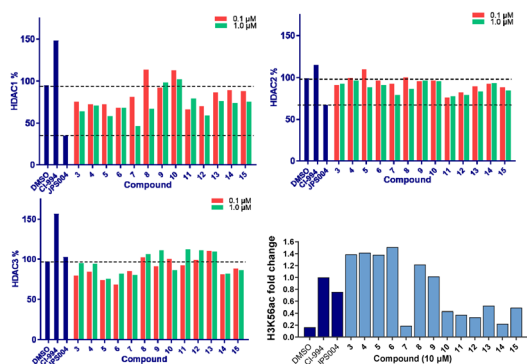 0.1 µM
1.0 µM
HDAC1 %
150
100
50
0
DMSO
CI-994
JPS004
3 4 5 6 7 8 9 10 11 12 13 14 15
Compound
0.1 µM
1.0 µM
HDAC2 %
150
100
50
0
DMSO
CI-994
JPS004
3 4 5 6 7 8 9 10 11 12 13 14 15
Compound
0.1 µM
1.0 µM
HDAC3 %
150
100
50
0
DMSO
CI-994
JPS004
3 4 5 6 7 8 9 10 11 12 13 14 15
Compound
H3K56ac fold change
1.6
1.4
1.2
1.0
0.8
0.6
0.4
0.2
0.0
DMSO
CI-994
JPS004
3 4 5 6 7 8 9 10 11 12 13 14 15
Compound (10 µM)